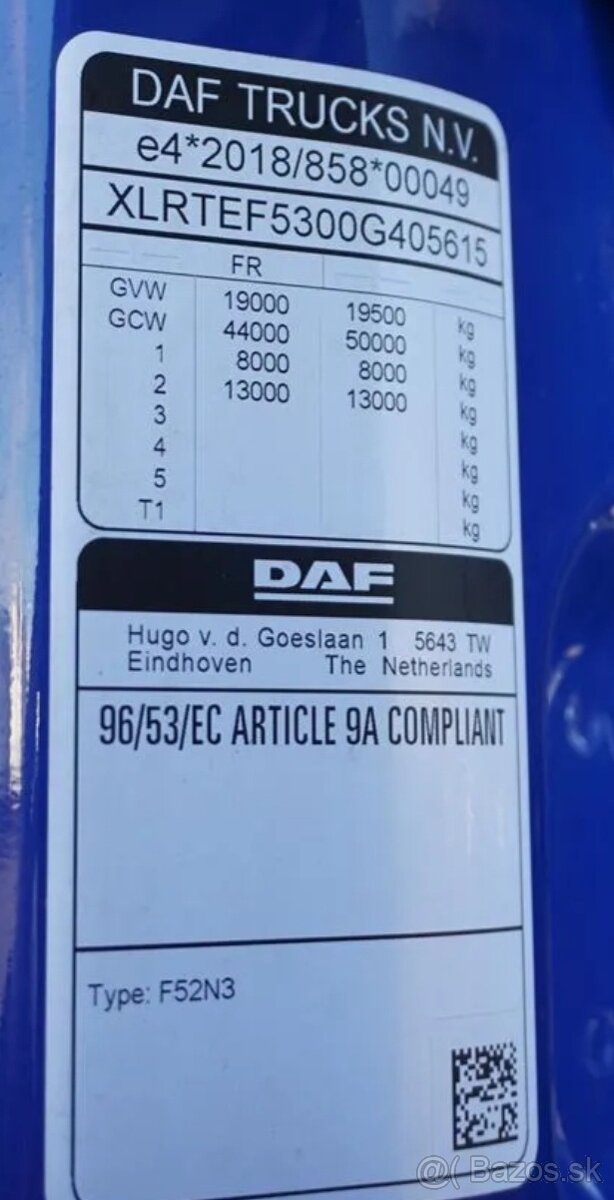 DAF TRUCKS N.V.
e4*2018/858*00049
XLRTEF5300G405615
FR
GVW 19000 19500 kg
GCW 44000 50000 kg
1 8000 8000 kg
2 13000 13000 kg
3 kg
4 kg
5 kg
T1 kg
DAF
Hugo v. d. Goeslaan 1 5643 TW
Eindhoven The Netherlands
96/53/EC ARTICLE 9A COMPLIANT
Type: F52N3
@( Bazos.sk